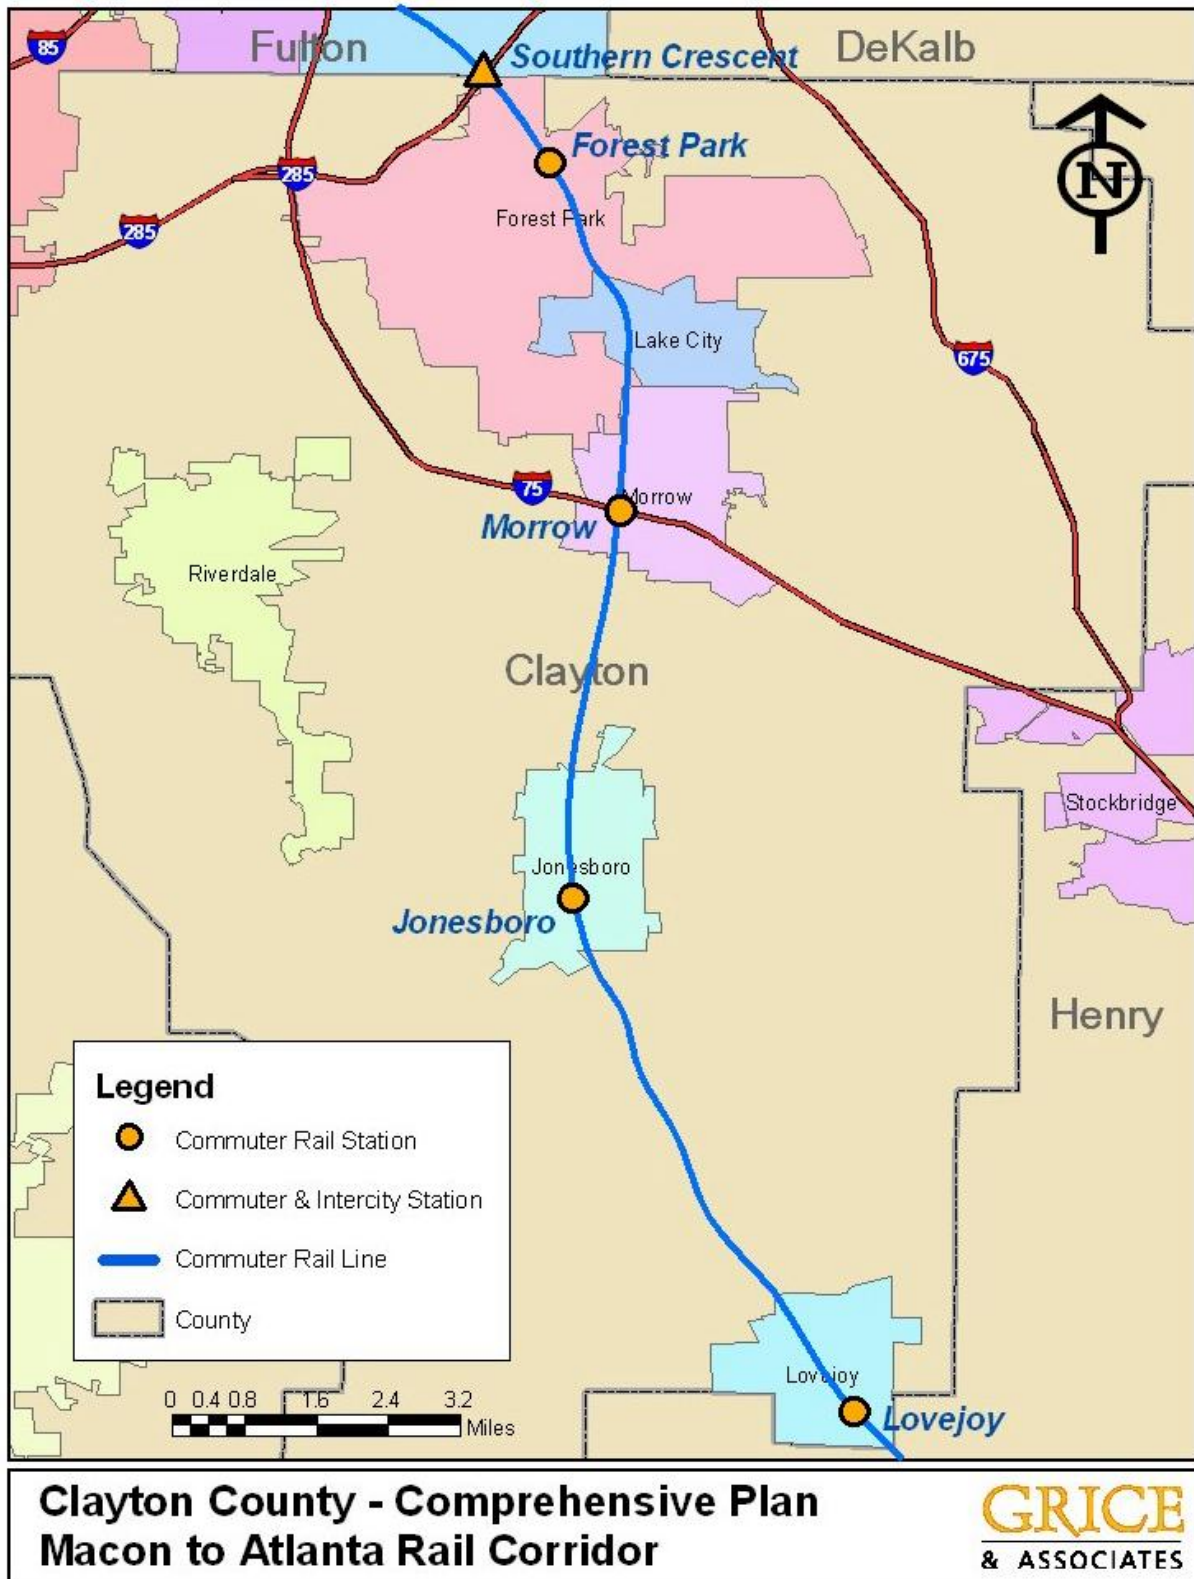 85
Fulton
Southern Crescent
DeKalb
Forest Park
N
285
285
Forest Park
Lake City
675
75
Morrow
Morrow
Riverdale
Clayton
Stockbridge
Jonesboro
Jonesboro
Henry
Legend
Commuter Rail Station
Commuter & Intercity Station
Commuter Rail Line
County
Lovejoy
Lovejoy
0 0.4 0.8 1.6 2.4 3.2
Miles
Clayton County - Comprehensive Plan
Macon to Atlanta Rail Corridor
GRICE
& ASSOCIATES